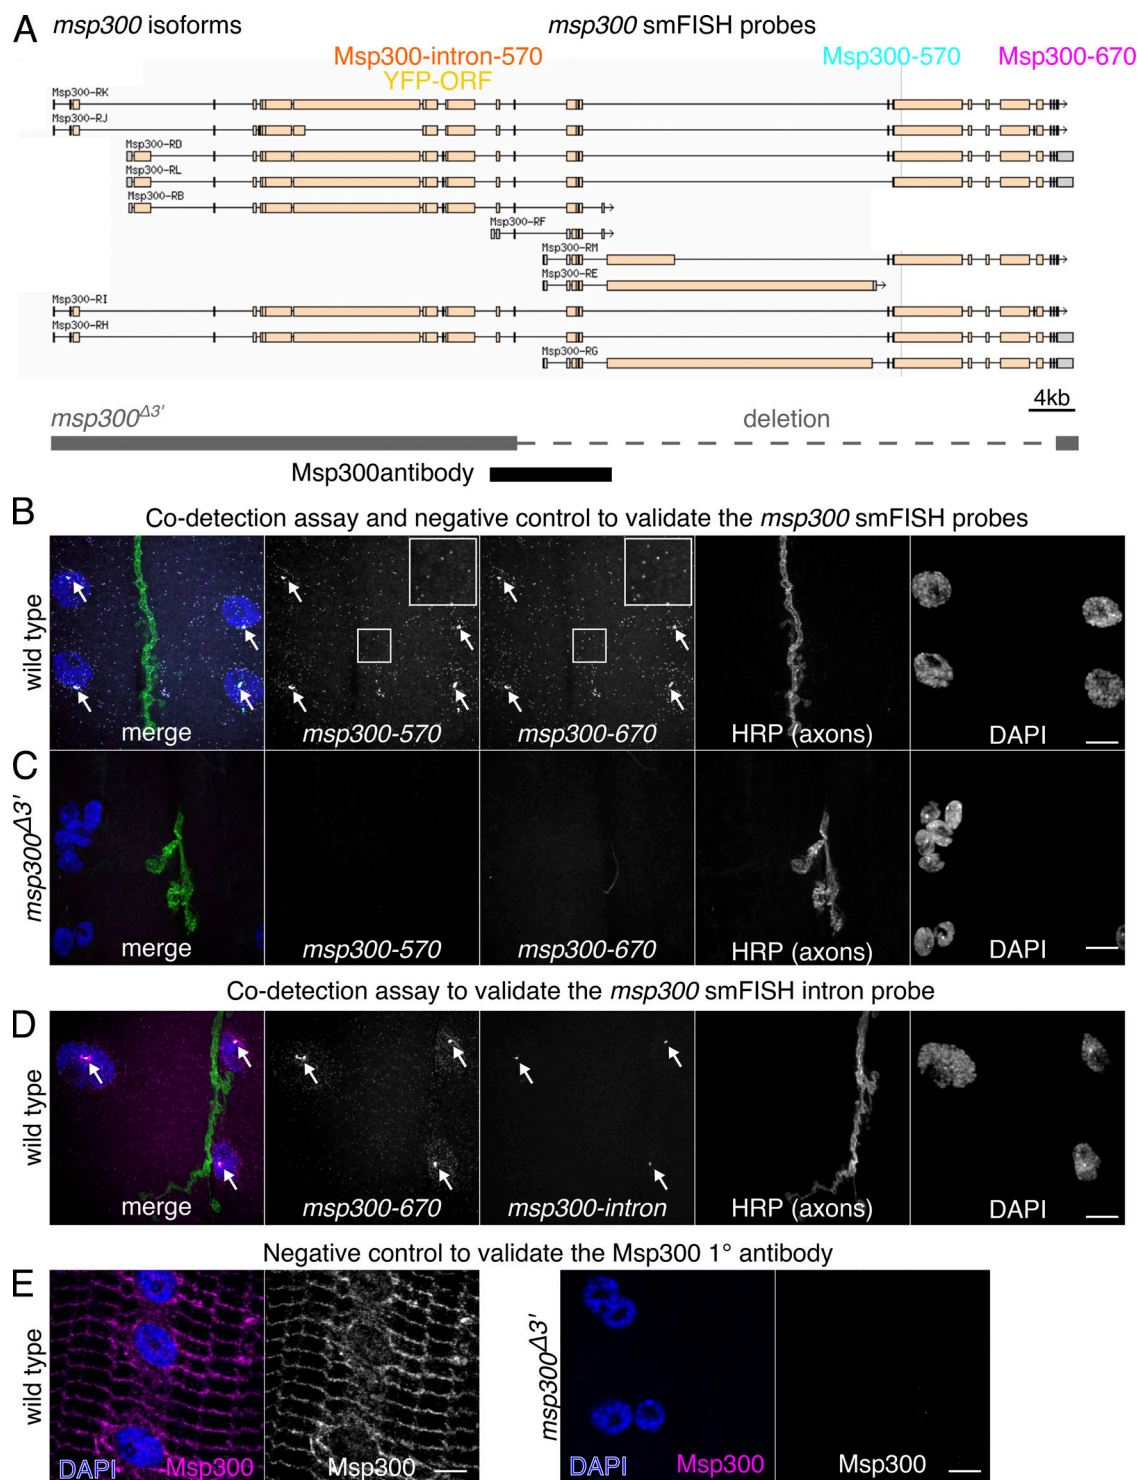 A
msp300 isoforms
msp300 smFISH probes
Msp300-intron-570
Msp300-570
Msp300-670
YFP-ORF
Msp300-RK
Msp300-RJ
Msp300-RD
Msp300-RL
Msp300-RB
Msp300-RF
Msp300-RM
Msp300-RE
Msp300-RI
Msp300-RH
Msp300-RG
4kb
msp300Δ3'
deletion
Msp300antibody
B
Co-detection assay and negative control to validate the msp300 smFISH probes
wild type
merge
msp300-570
msp300-670
HRP (axons)
DAPI
C
msp300Δ3'
merge
msp300-570
msp300-670
HRP (axons)
DAPI
Co-detection assay to validate the msp300 smFISH intron probe
D
wild type
merge
msp300-670
msp300-intron
HRP (axons)
DAPI
Negative control to validate the Msp300 1° antibody
E
wild type
DAPI
Msp300
Msp300
msp300Δ3'
DAPI
Msp300
Msp300